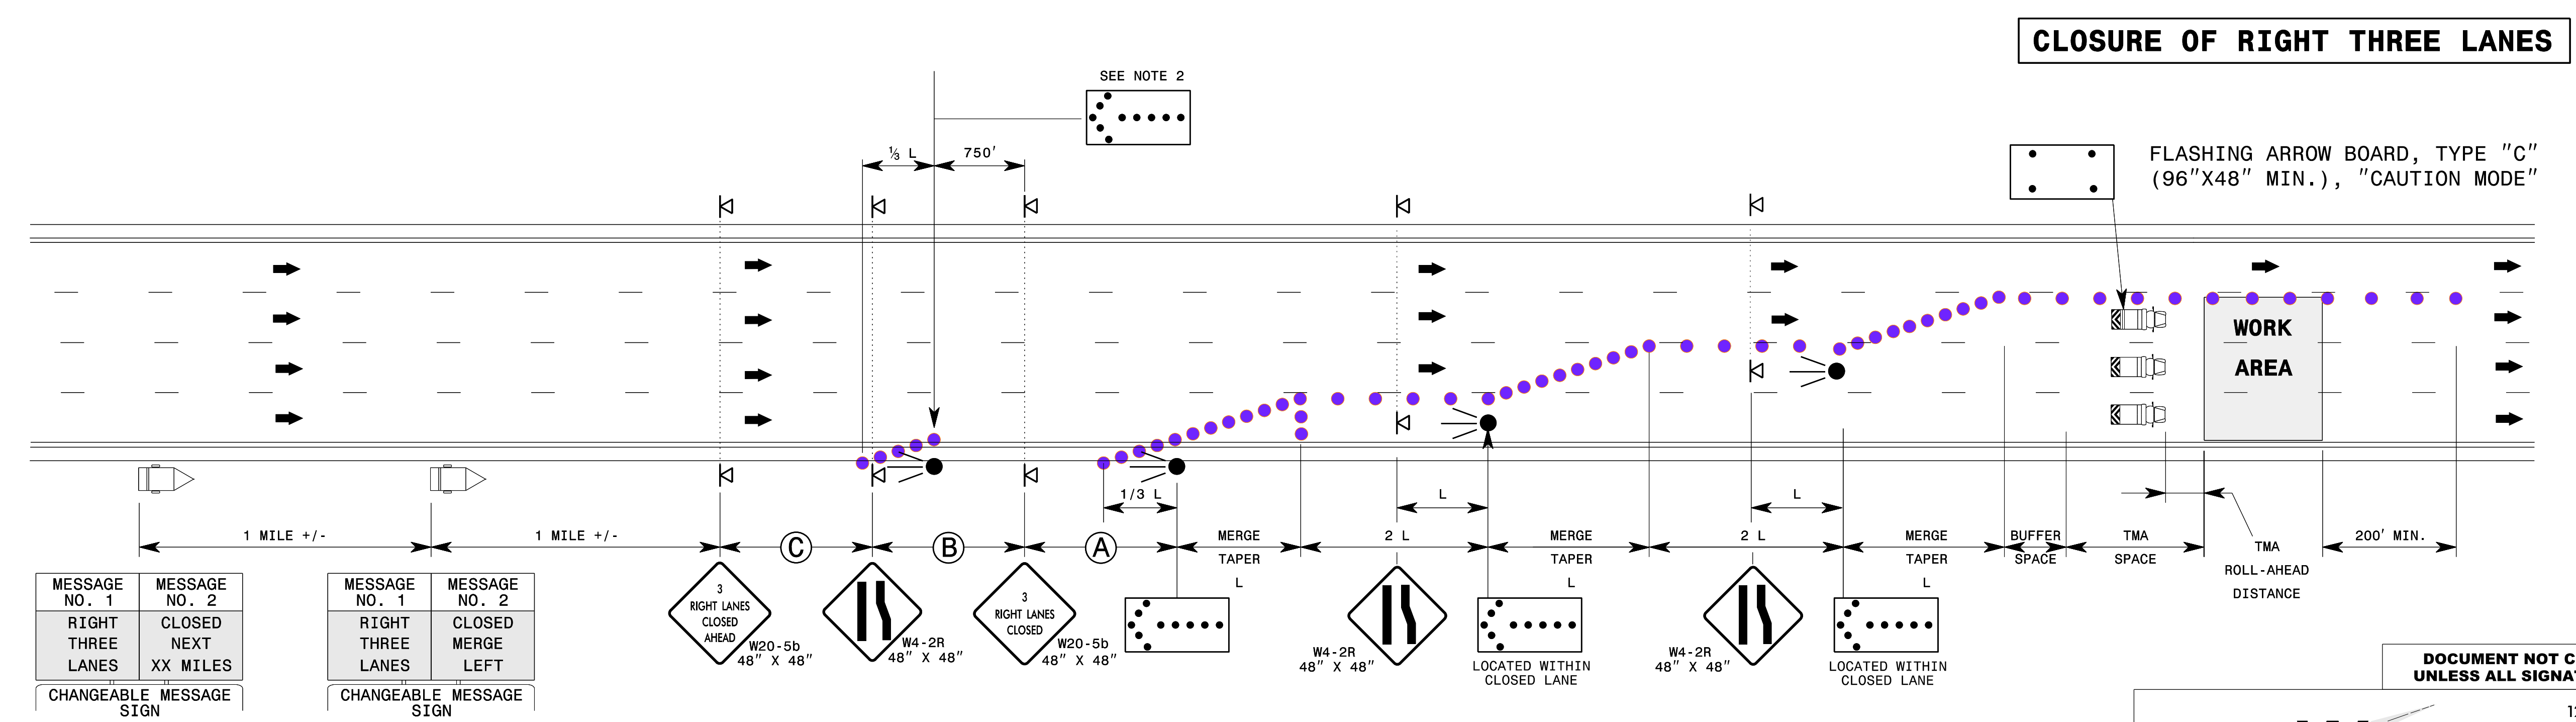 CLOSURE OF RIGHT THREE LANES
SEE NOTE 2
⅓ L
750'
FLASHING ARROW BOARD, TYPE "C"
(96"X48" MIN.), "CAUTION MODE"
WORK
AREA
1/3 L
L
L
1 MILE +/-
1 MILE +/-
C
B
A
MERGE
TAPER
L
2 L
MERGE
TAPER
L
2 L
MERGE
TAPER
L
BUFFER
SPACE
TMA
SPACE
TMA
ROLL-AHEAD
DISTANCE
200' MIN.
MESSAGE NO. 1
MESSAGE NO. 2
RIGHT CLOSED
THREE NEXT
LANES XX MILES
CHANGEABLE MESSAGE
SIGN
MESSAGE NO. 1
MESSAGE NO. 2
RIGHT CLOSED
THREE MERGE
LANES LEFT
CHANGEABLE MESSAGE
SIGN
3
RIGHT LANES
CLOSED
AHEAD
W20-5b
48" X 48"
W4-2R
48" X 48"
3
RIGHT LANES
CLOSED
W20-5b
48" X 48"
W4-2R
48" X 48"
LOCATED WITHIN
CLOSED LANE
W4-2R
48" X 48"
LOCATED WITHIN
CLOSED LANE
DOCUMENT NOT C
UNLESS ALL SIGNA